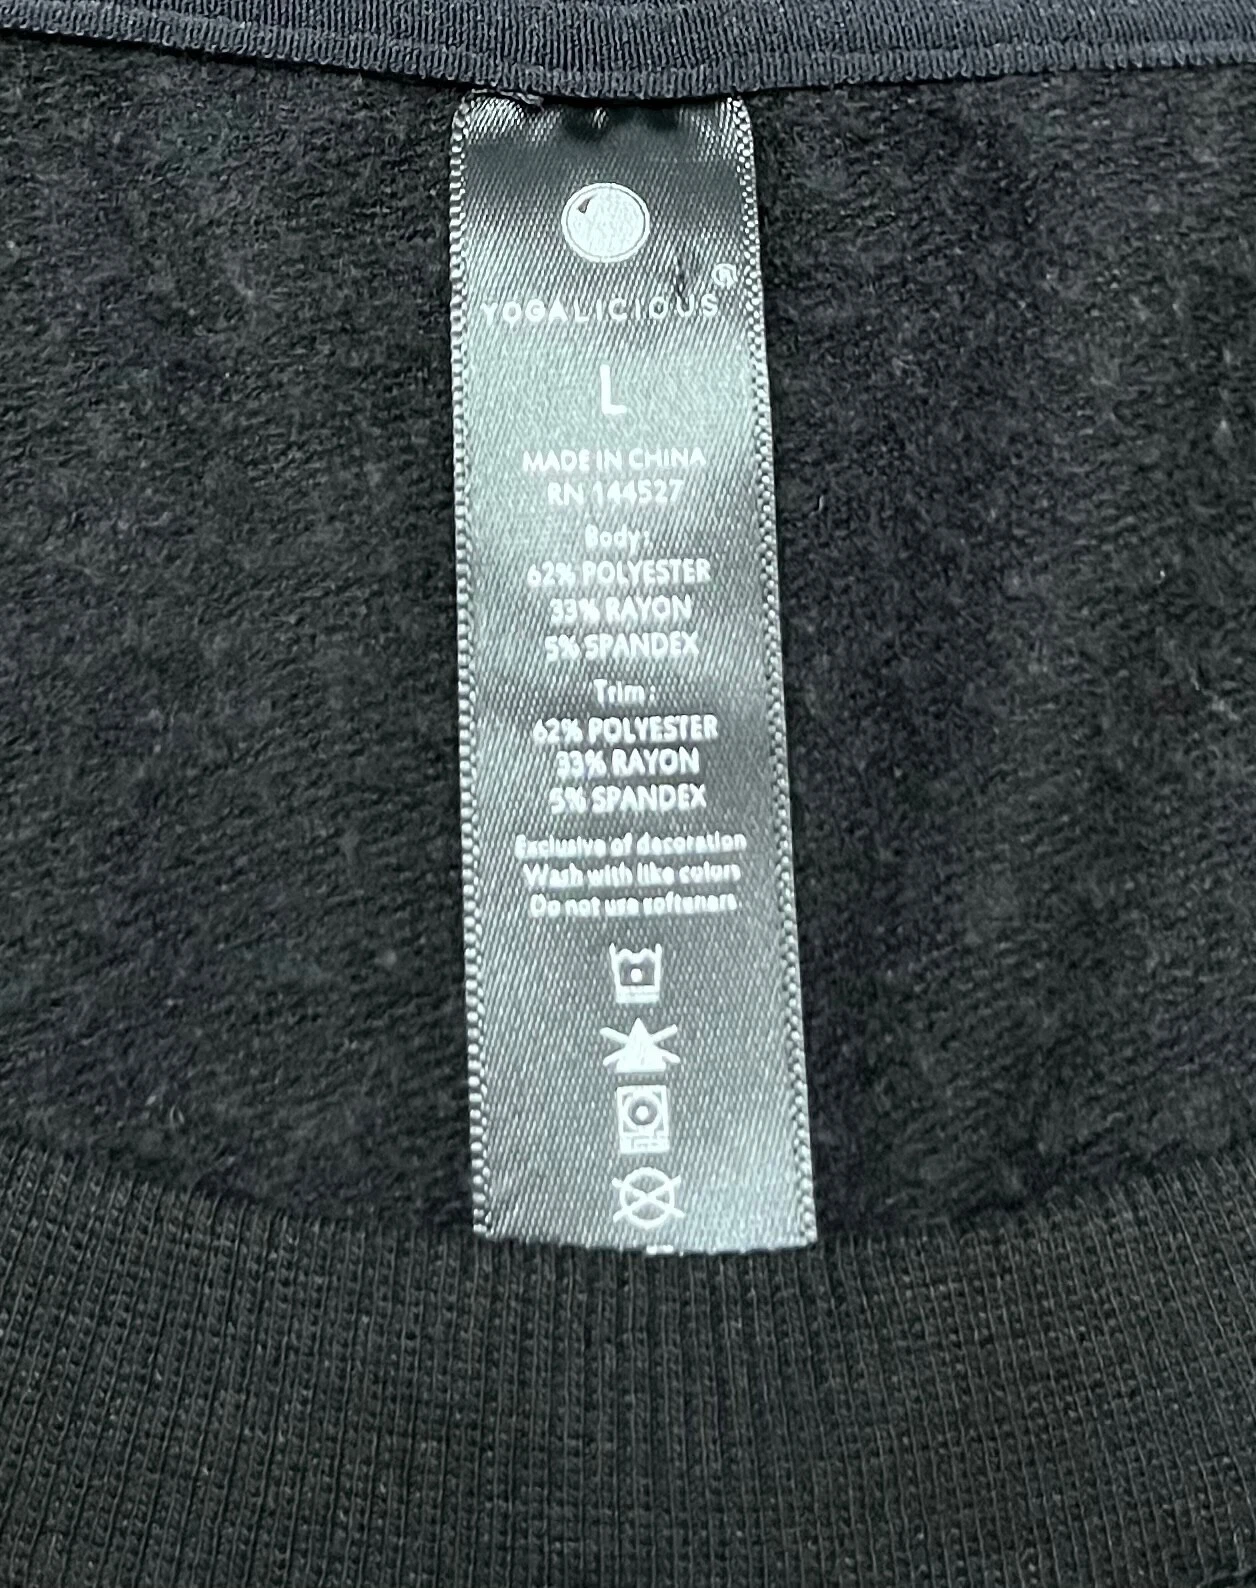 YOGALICIOUS®
L
MADE IN CHINA
RN 144527
Body:
62% POLYESTER
33% RAYON
5% SPANDEX
Trim:
62% POLYESTER
33% RAYON
5% SPANDEX
Exclusive of decoration
Wash with like colors
Do not use softeners